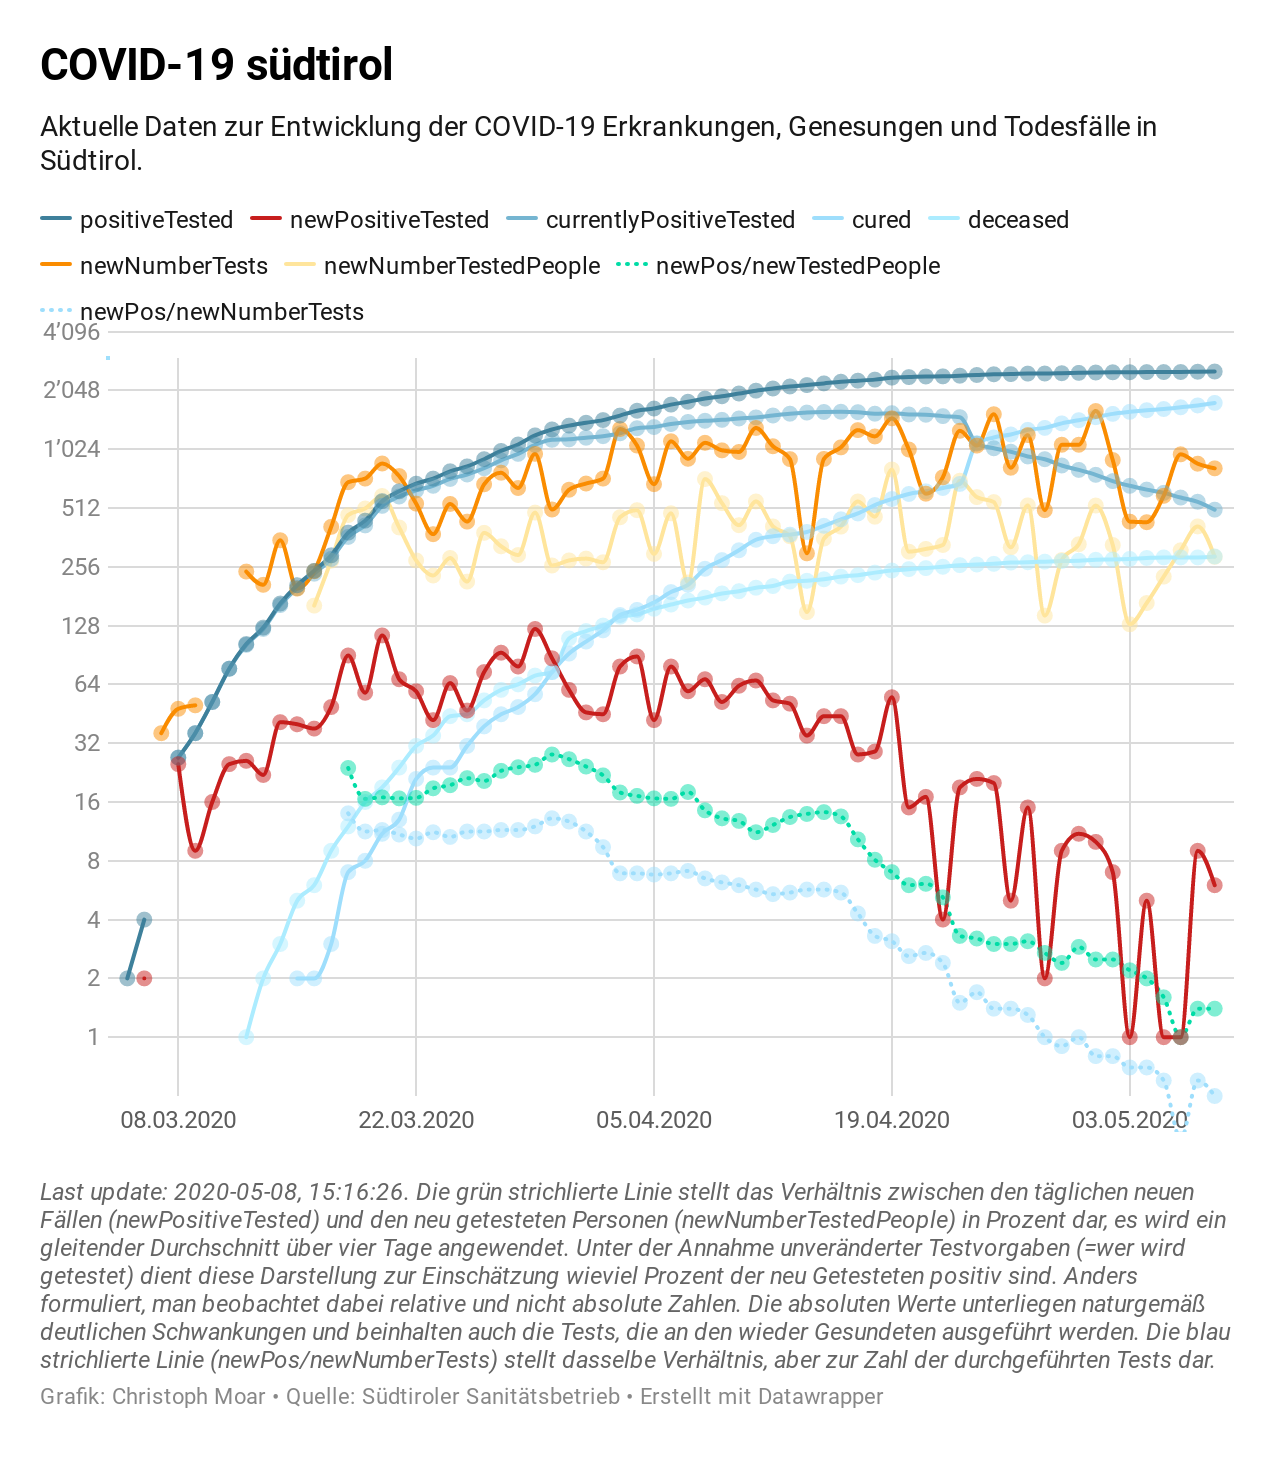 COVID-19 südtirol
Aktuelle Daten zur Entwicklung der COVID-19 Erkrankungen, Genesungen und Todesfälle in
Südtirol.
positiveTested newPositiveTested currentlyPositiveTested cured deceased
newNumberTests newNumberTestedPeople newPos/newTestedPeople
newPos/newNumberTests
4’096
2’048
1’024
512
256
128
64
32
16
8
4
2
1
08.03.2020 22.03.2020 05.04.2020 19.04.2020 03.05.2020
Last update: 2020-05-08, 15:16:26. Die grün strichlierte Linie stellt das Verhältnis zwischen den täglichen neuen
Fällen (newPositiveTested) und den neu getesteten Personen (newNumberTestedPeople) in Prozent dar, es wird ein
gleitender Durchschnitt über vier Tage angewendet. Unter der Annahme unveränderter Testvorgaben (=wer wird
getestet) dient diese Darstellung zur Einschätzung wieviel Prozent der neu Getesteten positiv sind. Anders
formuliert, man beobachtet dabei relative und nicht absolute Zahlen. Die absoluten Werte unterliegen naturgemäß
deutlichen Schwankungen und beinhalten auch die Tests, die an den wieder Gesundeten ausgeführt werden. Die blau
strichlierte Linie (newPos/newNumberTests) stellt dasselbe Verhältnis, aber zur Zahl der durchgeführten Tests dar.
Grafik: Christoph Moar • Quelle: Südtiroler Sanitätsbetrieb • Erstellt mit Datawrapper